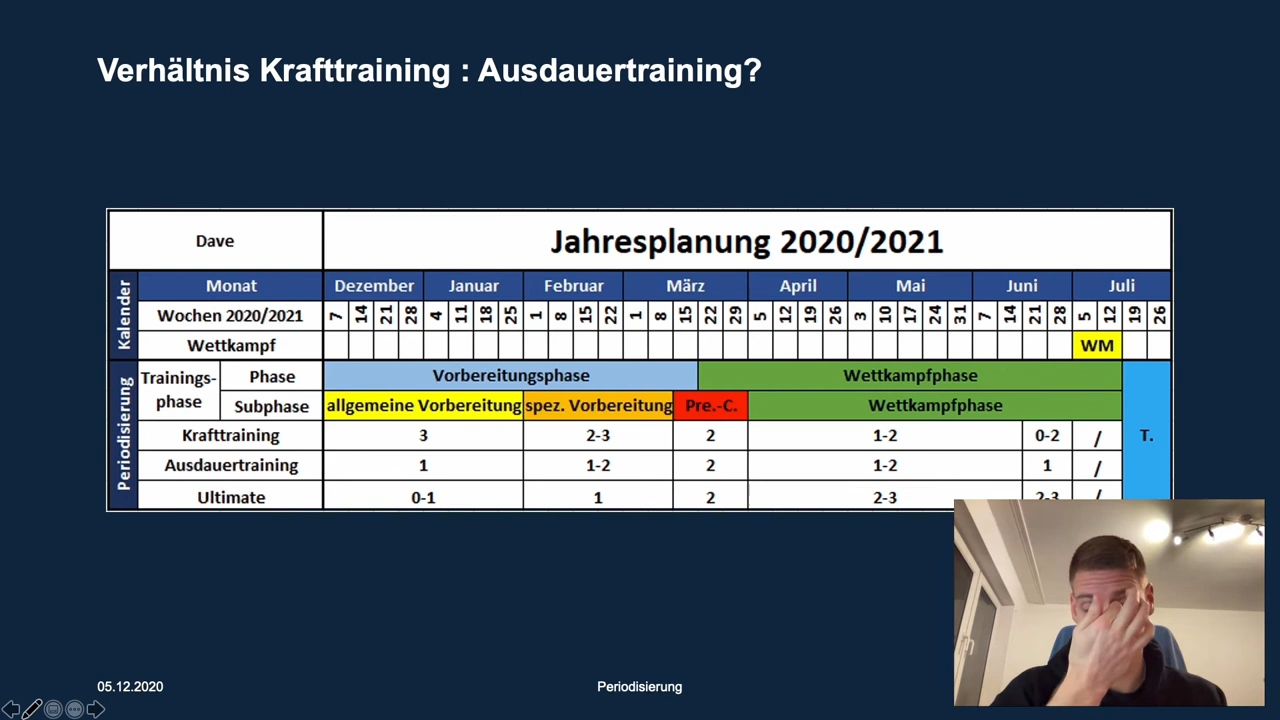 Verhältnis Krafttraining : Ausdauertraining?
Dave Jahresplanung 2020/2021
Kalender
Monat Dezember Januar Februar März April Mai Juni Juli
Wochen 2020/2021 7 14 21 28 4 11 18 25 1 8 15 22 1 8 15 22 29 5 12 19 26 3 10 17 24 31 7 14 21 28 5 12 19 26
Wettkampf WM
Periodisierung
Trainings-
phase
Phase Vorbereitungsphase Wettkampfphase
Subphase allgemeine Vorbereitung spez. Vorbereitung Pre.-C. Wettkampfphase
Krafttraining 3 2-3 2 1-2 0-2 / T.
Ausdauertraining 1 1-2 2 1-2 1 /
Ultimate 0-1 1 2 2-3 2-3 /
05.12.2020 Periodisierung